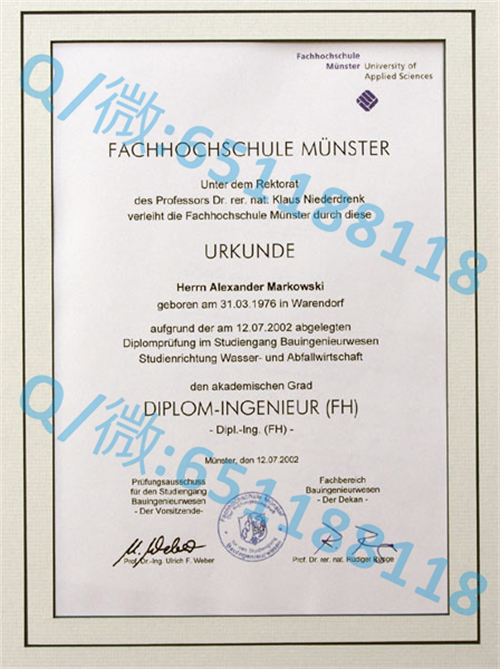 Fachhochschule
Münster University of
Applied Sciences
FACHHOCHSCHULE MÜNSTER
Unter dem Rektorat
des Professors Dr. rer. nat. Klaus Niederdrenk
verleiht die Fachhochschule Münster durch diese
URKUNDE
Herrn Alexander Markowski
geboren am 31.03.1976 in Warendorf
aufgrund der am 12.07.2002 abgelegten
Diplomprüfung im Studiengang Bauingenieurwesen
Studienrichtung Wasser- und Abfallwirtschaft
den akademischen Grad
DIPLOM-INGENIEUR (FH)
- Dipl.-Ing. (FH) -
Münster, den 12.07.2002
Prüfungsausschuss
für den Studiengang
Bauingenieurwesen
- Der Vorsitzende-
Fachbereich
Bauingenieurwesen
- Der Dekan -
Fachhochschule Münster
Bauingenieurwesen
Prof. Dr.-Ing. Ulrich F. Weber
Prof. Dr. rer. nat. Rüdiger
Q/微:651188118
Q/微:651188118